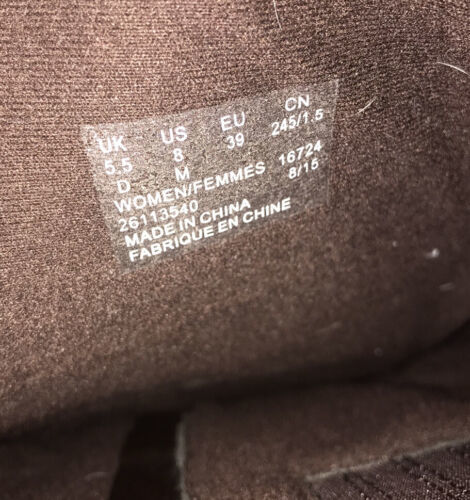 UK US EU CN
5.5 8 39 245/1.5
D M
WOMEN/FEMMES 16724
26113540 8/15
MADE IN CHINA
FABRIQUE EN CHINE